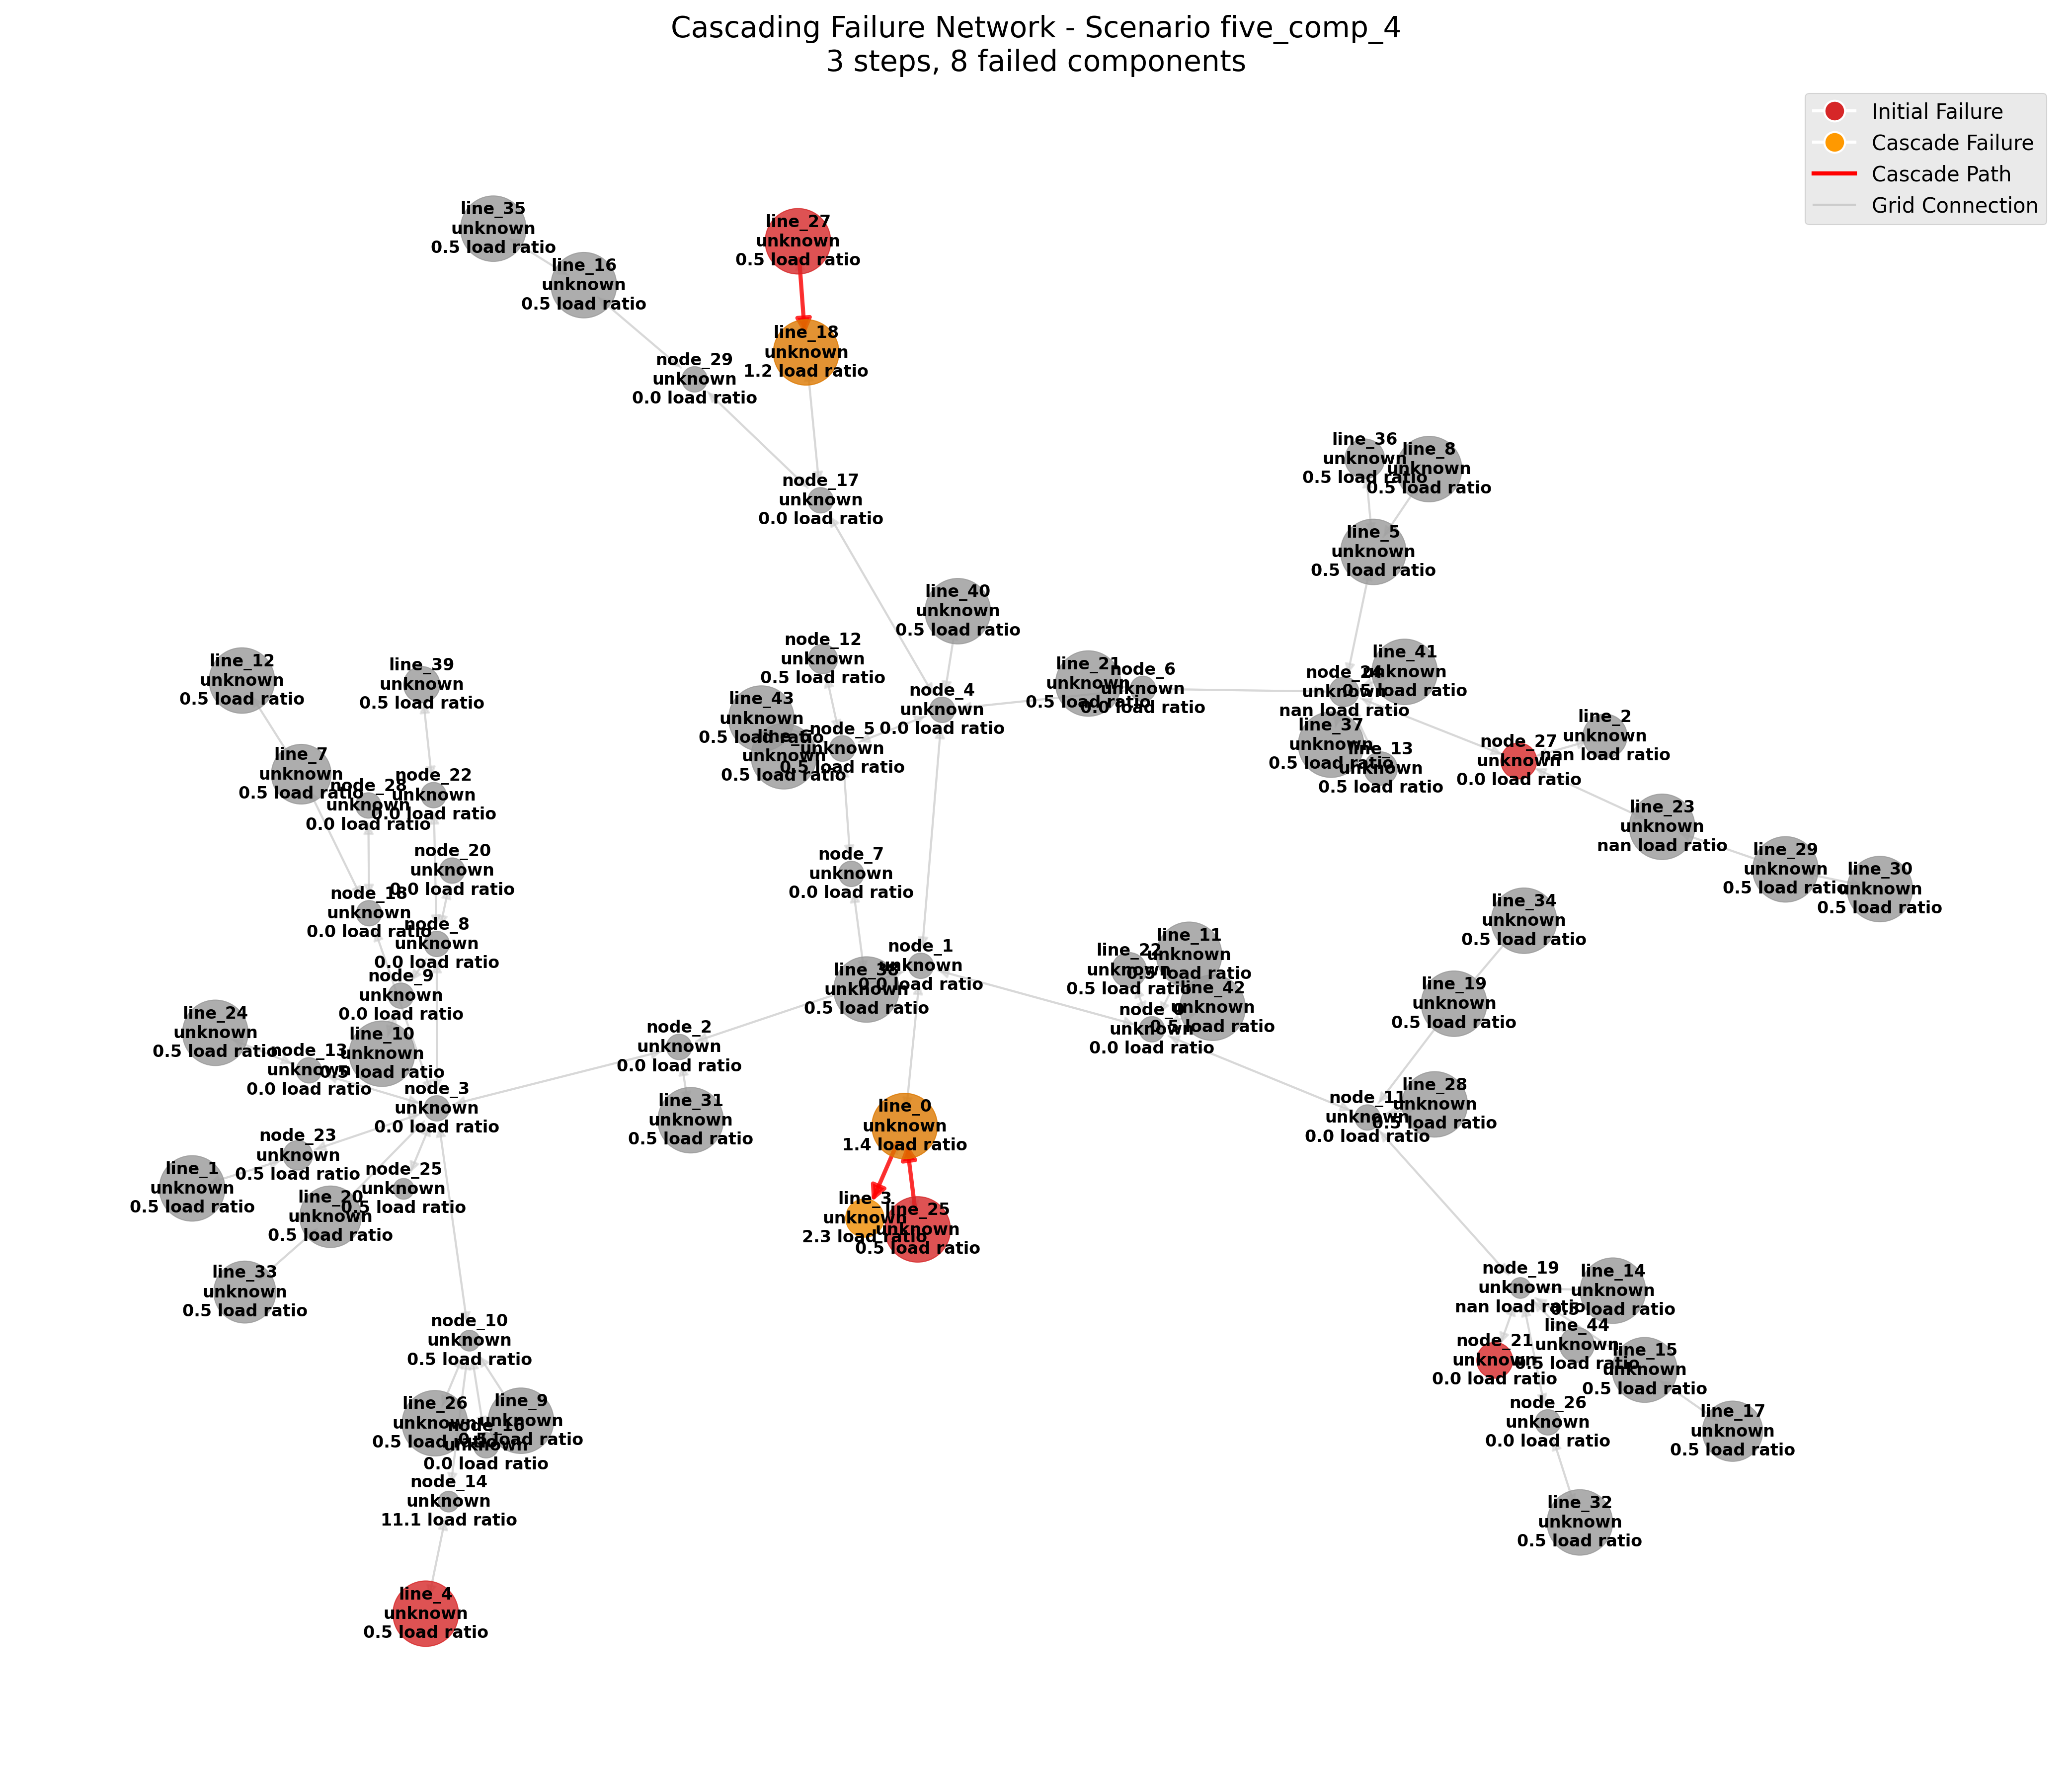 Cascading Failure Network - Scenario five_comp_4
3 steps, 8 failed components
Initial Failure
Cascade Failure
Cascade Path
Grid Connection
line_35
unknown
0.5 load ratio
line_27
unknown
0.5 load ratio
line_16
unknown
0.5 load ratio
line_18
unknown
1.2 load ratio
node_29
unknown
0.0 load ratio
node_17
unknown
0.0 load ratio
line_36
unknown
0.5 load ratio
line_8
unknown
0.5 load ratio
line_5
unknown
0.5 load ratio
line_40
unknown
0.5 load ratio
node_12
unknown
0.5 load ratio
line_43
unknown
0.5 load ratio
unknown
0.5 load ratio
node_5
unknown
0.5 load ratio
node_4
unknown
0.0 load ratio
line_21
unknown
0.5 load ratio
node_6
unknown
0.0 load ratio
node_24
unknown
nan load ratio
line_41
unknown
0.5 load ratio
line_37
unknown
0.5 load ratio
line_13
unknown
0.5 load ratio
node_27
unknown
0.0 load ratio
line_2
unknown
nan load ratio
line_23
unknown
nan load ratio
line_29
unknown
0.5 load ratio
line_30
unknown
0.5 load ratio
line_12
unknown
0.5 load ratio
line_39
unknown
0.5 load ratio
line_7
unknown
0.5 load ratio
node_28
unknown
0.0 load ratio
node_22
unknown
0.0 load ratio
node_20
unknown
0.0 load ratio
node_18
unknown
0.0 load ratio
node_8
unknown
0.0 load ratio
node_9
unknown
0.0 load ratio
node_7
unknown
0.0 load ratio
node_1
unknown
0.0 load ratio
line_38
unknown
0.5 load ratio
line_22
unknown
0.5 load ratio
line_11
unknown
0.5 load ratio
line_42
unknown
0.5 load ratio
unknown
0.0 load ratio
line_34
unknown
0.5 load ratio
line_19
unknown
0.5 load ratio
line_28
unknown
0.5 load ratio
node_11
unknown
0.0 load ratio
line_24
unknown
0.5 load ratio
node_13
unknown
0.0 load ratio
line_10
unknown
0.5 load ratio
node_3
unknown
0.0 load ratio
node_2
unknown
0.0 load ratio
line_31
unknown
0.5 load ratio
line_0
unknown
1.4 load ratio
line_3
unknown
2.3 load ratio
line_25
unknown
0.5 load ratio
node_23
unknown
0.5 load ratio
line_1
unknown
0.5 load ratio
node_25
unknown
0.5 load ratio
line_20
unknown
0.5 load ratio
line_33
unknown
0.5 load ratio
node_10
unknown
0.5 load ratio
line_26
unknown
0.5 load ratio
line_9
unknown
0.5 load ratio
node_16
unknown
0.0 load ratio
node_14
unknown
11.1 load ratio
line_4
unknown
0.5 load ratio
node_19
unknown
nan load ratio
line_14
unknown
0.5 load ratio
line_44
unknown
0.5 load ratio
node_21
unknown
0.0 load ratio
line_15
unknown
0.5 load ratio
node_26
unknown
0.0 load ratio
line_17
unknown
0.5 load ratio
line_32
unknown
0.5 load ratio